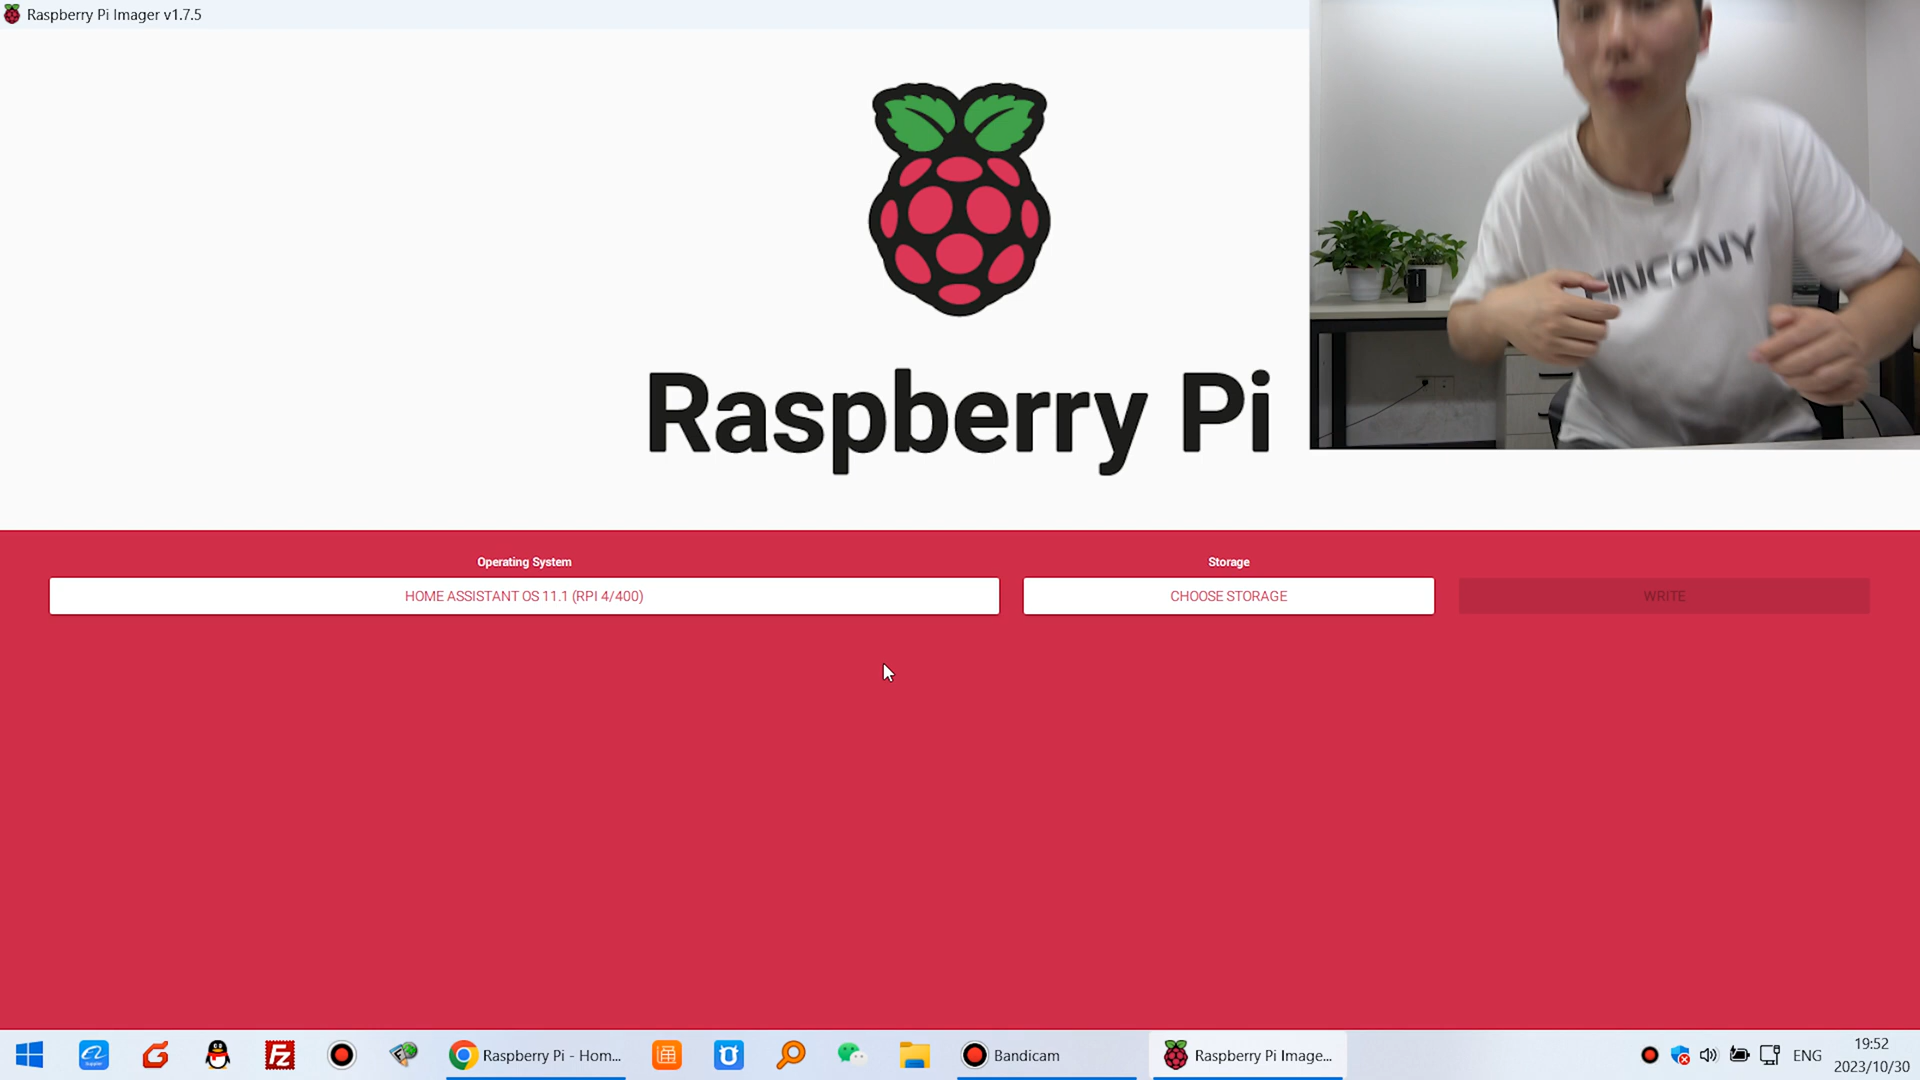 Raspberry Pi Imager v1.7.5
INCONY
Raspberry Pi
Operating System
Storage
HOME ASSISTANT OS 11.1 (RPI 4/400)
CHOOSE STORAGE
WRITE
Raspberry Pi - Hom...
Bandicam
Raspberry Pi Image...
ENG
19:52
2023/10/30